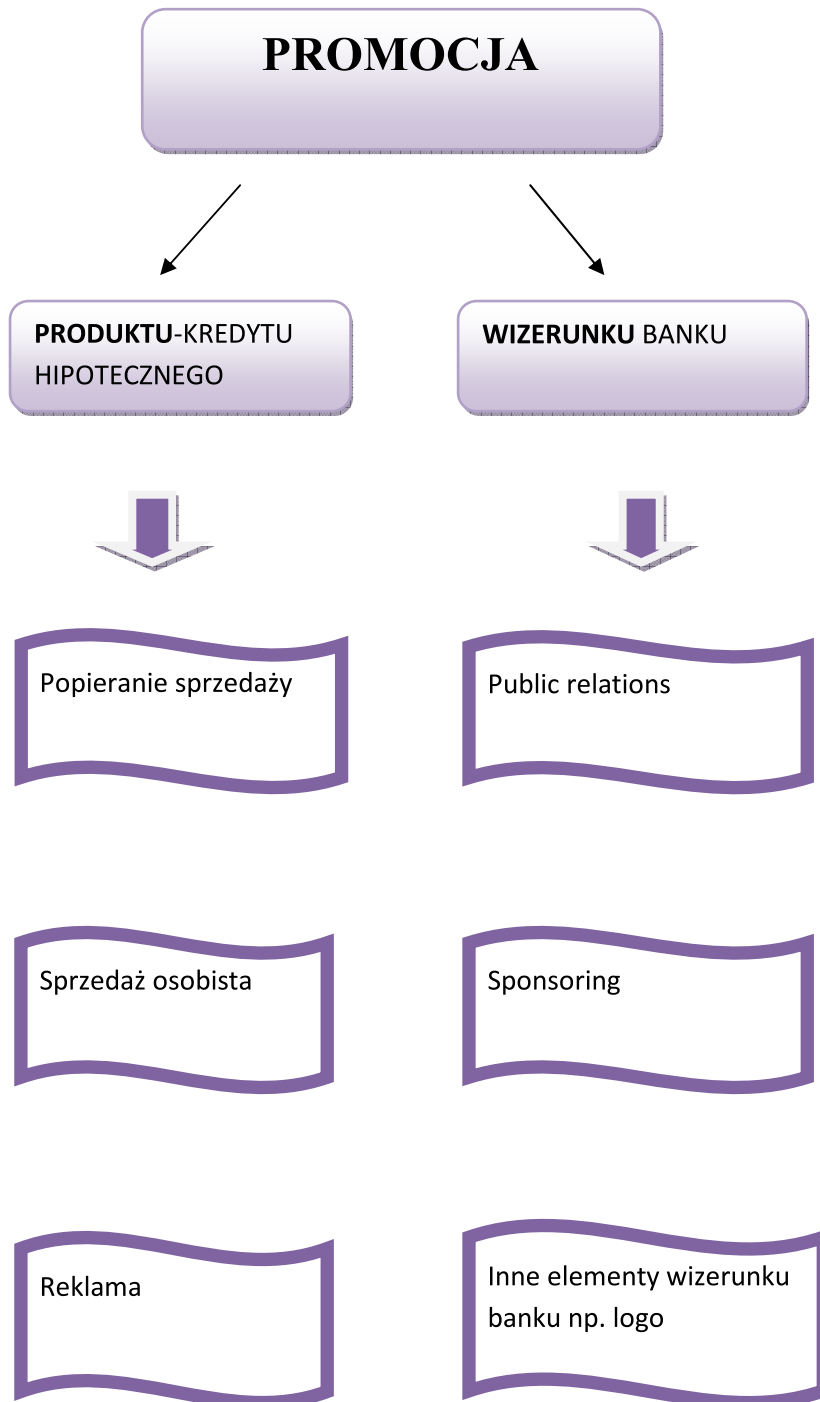 PROMOCJA
PRODUKTU-KREDYTU
HIPOTECZNEGO
WIZERUNKU BANKU
Popieranie sprzedaży
Public relations
Sprzedaż osobista
Sponsoring
Reklama
Inne elementy wizerunku
banku np. logo